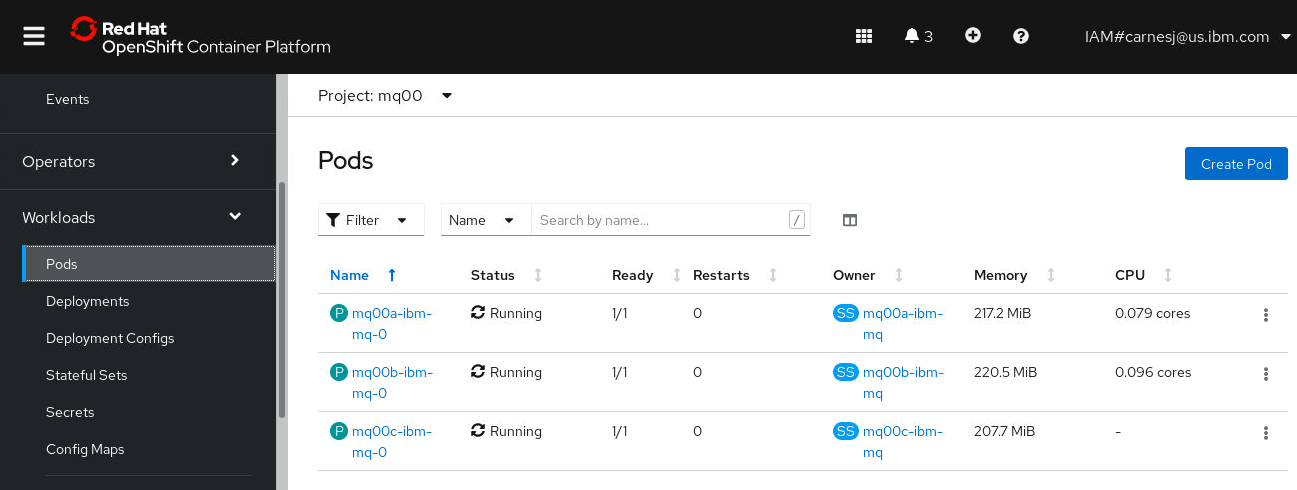 Red Hat
OpenShift Container Platform
3
IAM#carnesj@us.ibm.com
Events
Operators
Workloads
Pods
Deployments
Deployment Configs
Stateful Sets
Secrets
Config Maps
Project: mq00
Pods
Create Pod
Filter
Name
Search by name...
/
Name Status Ready Restarts Owner Memory CPU
P mq00a-ibm- Running 1/1 0 SS mq00a-ibm- 217.2 MiB 0.079 cores
mq-0 mq
P mq00b-ibm- Running 1/1 0 SS mq00b-ibm- 220.5 MiB 0.096 cores
mq-0 mq
P mq00c-ibm- Running 1/1 0 SS mq00c-ibm- 207.7 MiB -
mq-0 mq